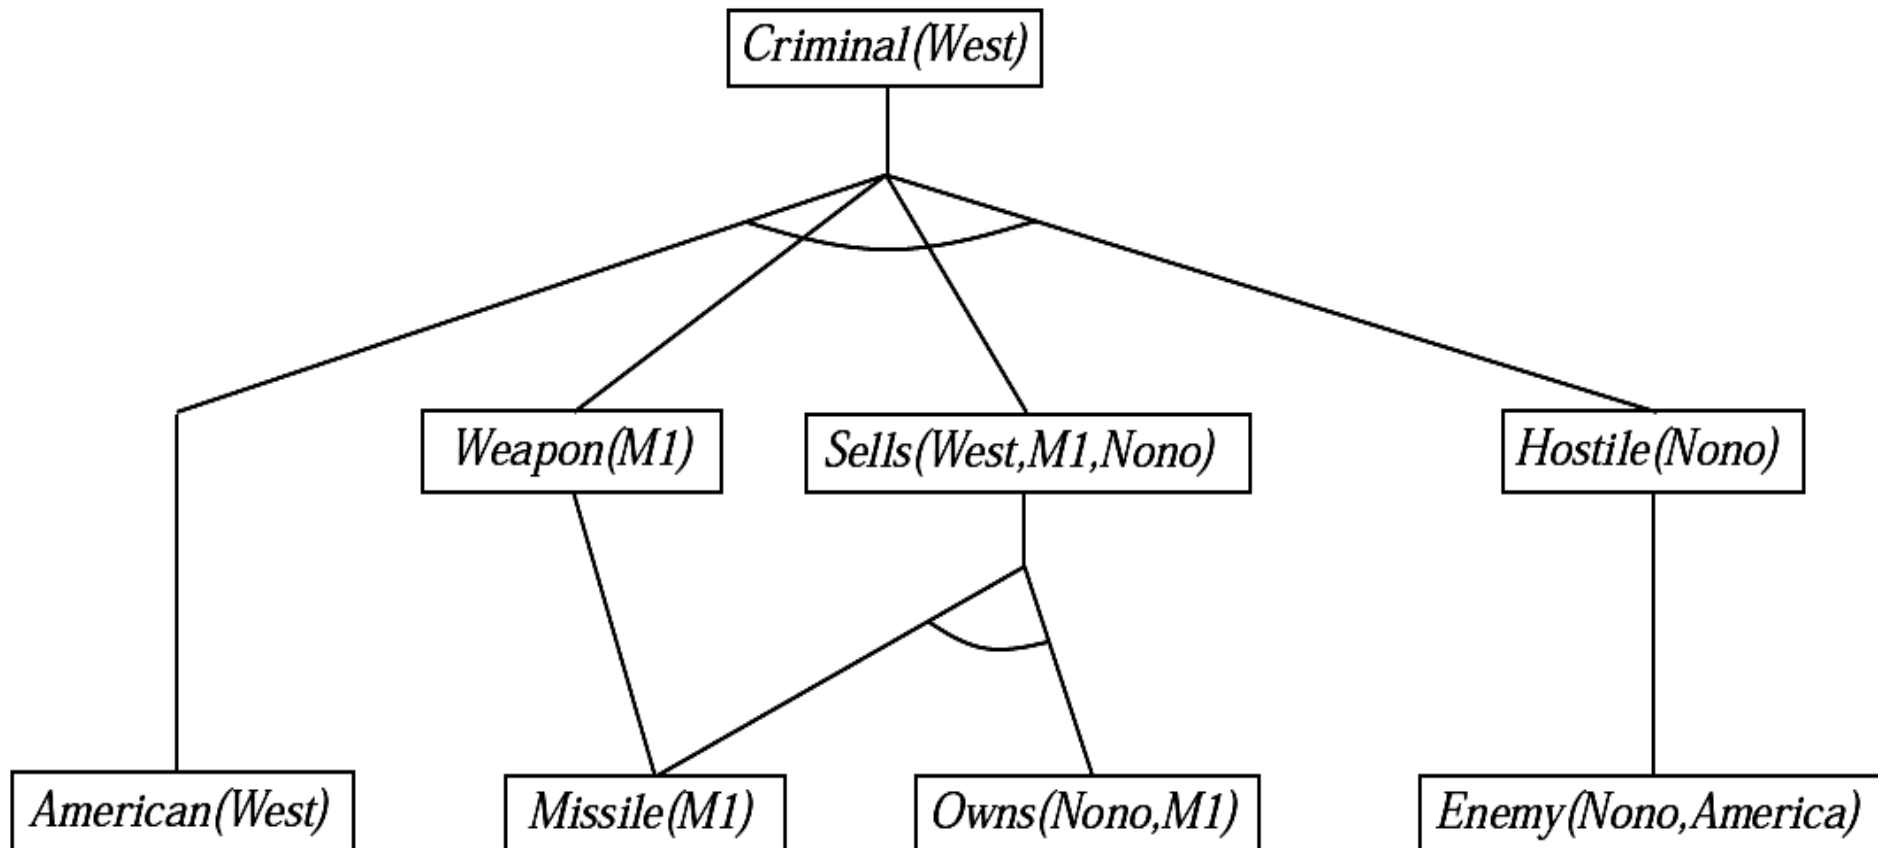 Criminal(West)
Weapon(M1)
Sells(West,M1,Nono)
Hostile(Nono)
American(West)
Missile(M1)
Owns(Nono,M1)
Enemy(Nono,America)